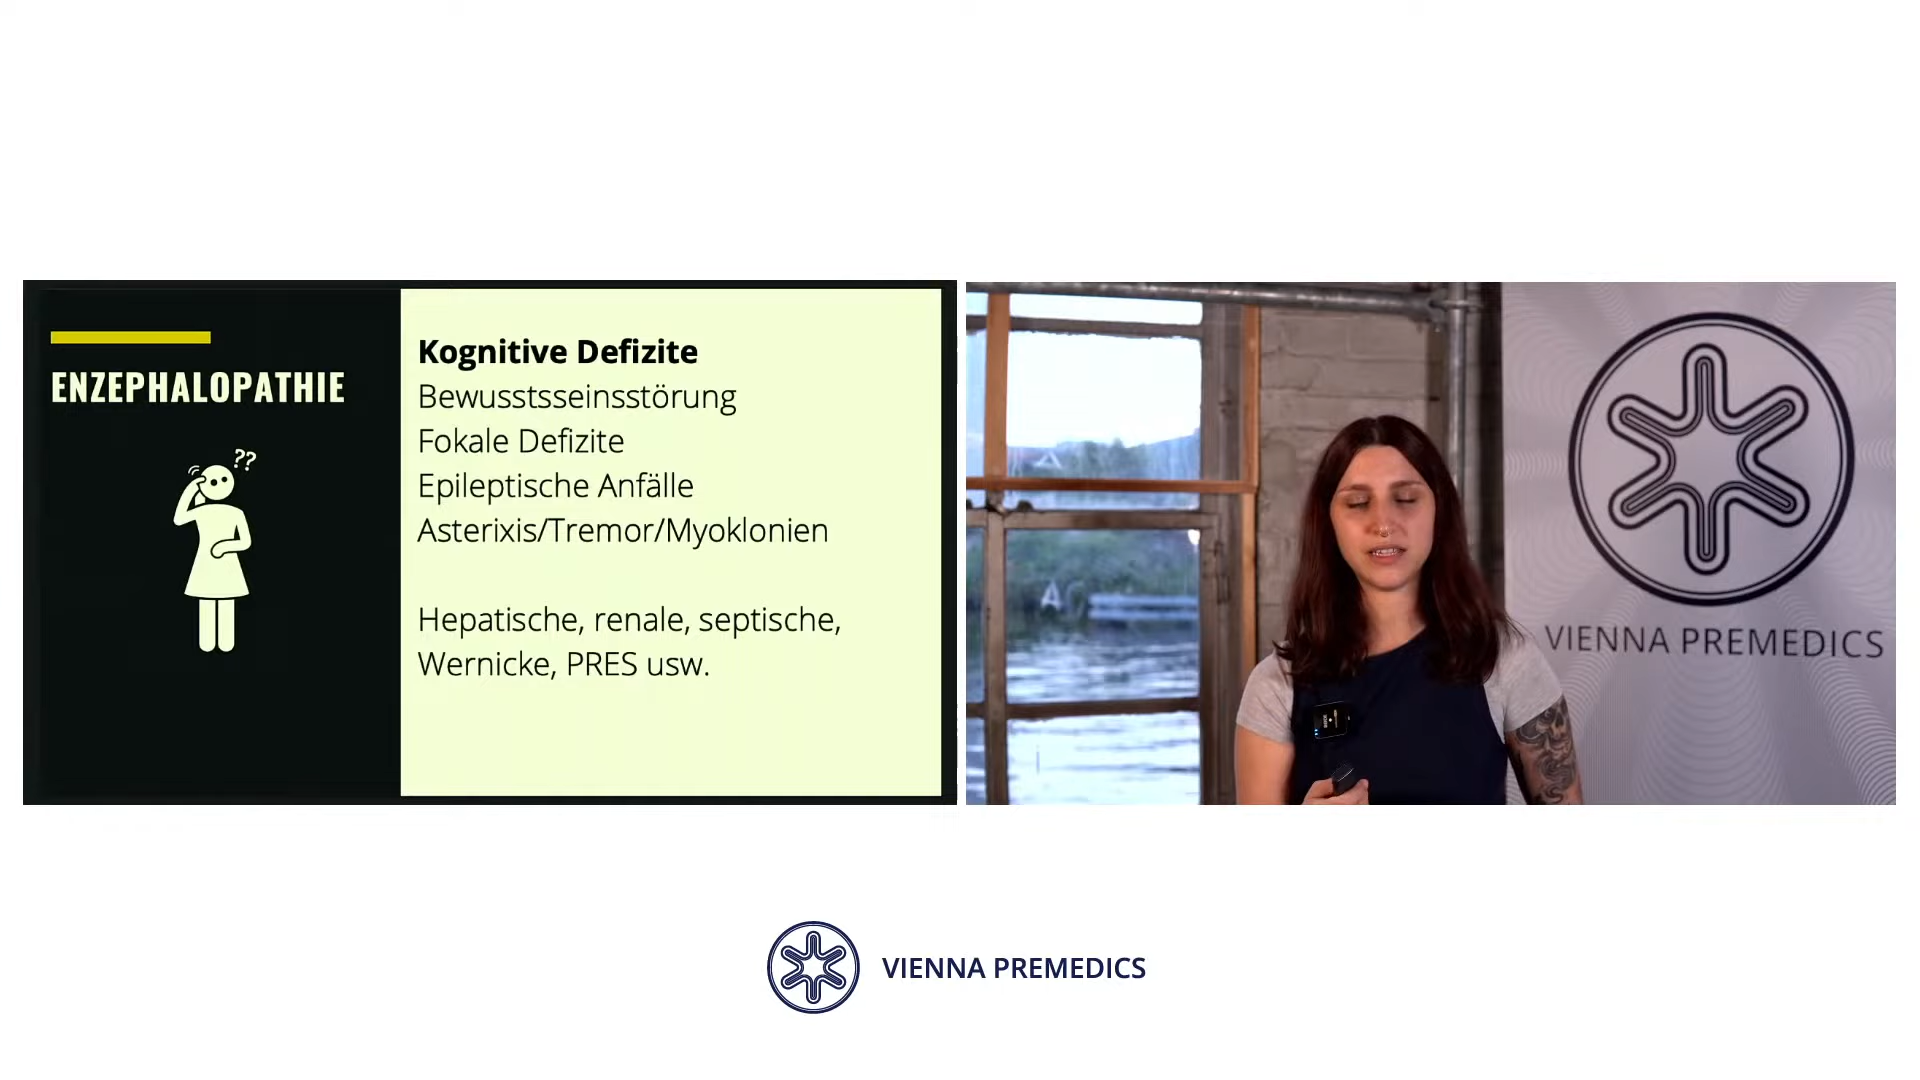 ENZEPHALOPATHIE
??
Kognitive Defizite
Bewusstsseinsstörung
Fokale Defizite
Epileptische Anfälle
Asterixis/Tremor/Myoklonien
Hepatische, renale, septische,
Wernicke, PRES usw.
VIENNA PREMEDICS
VIENNA PREMEDICS